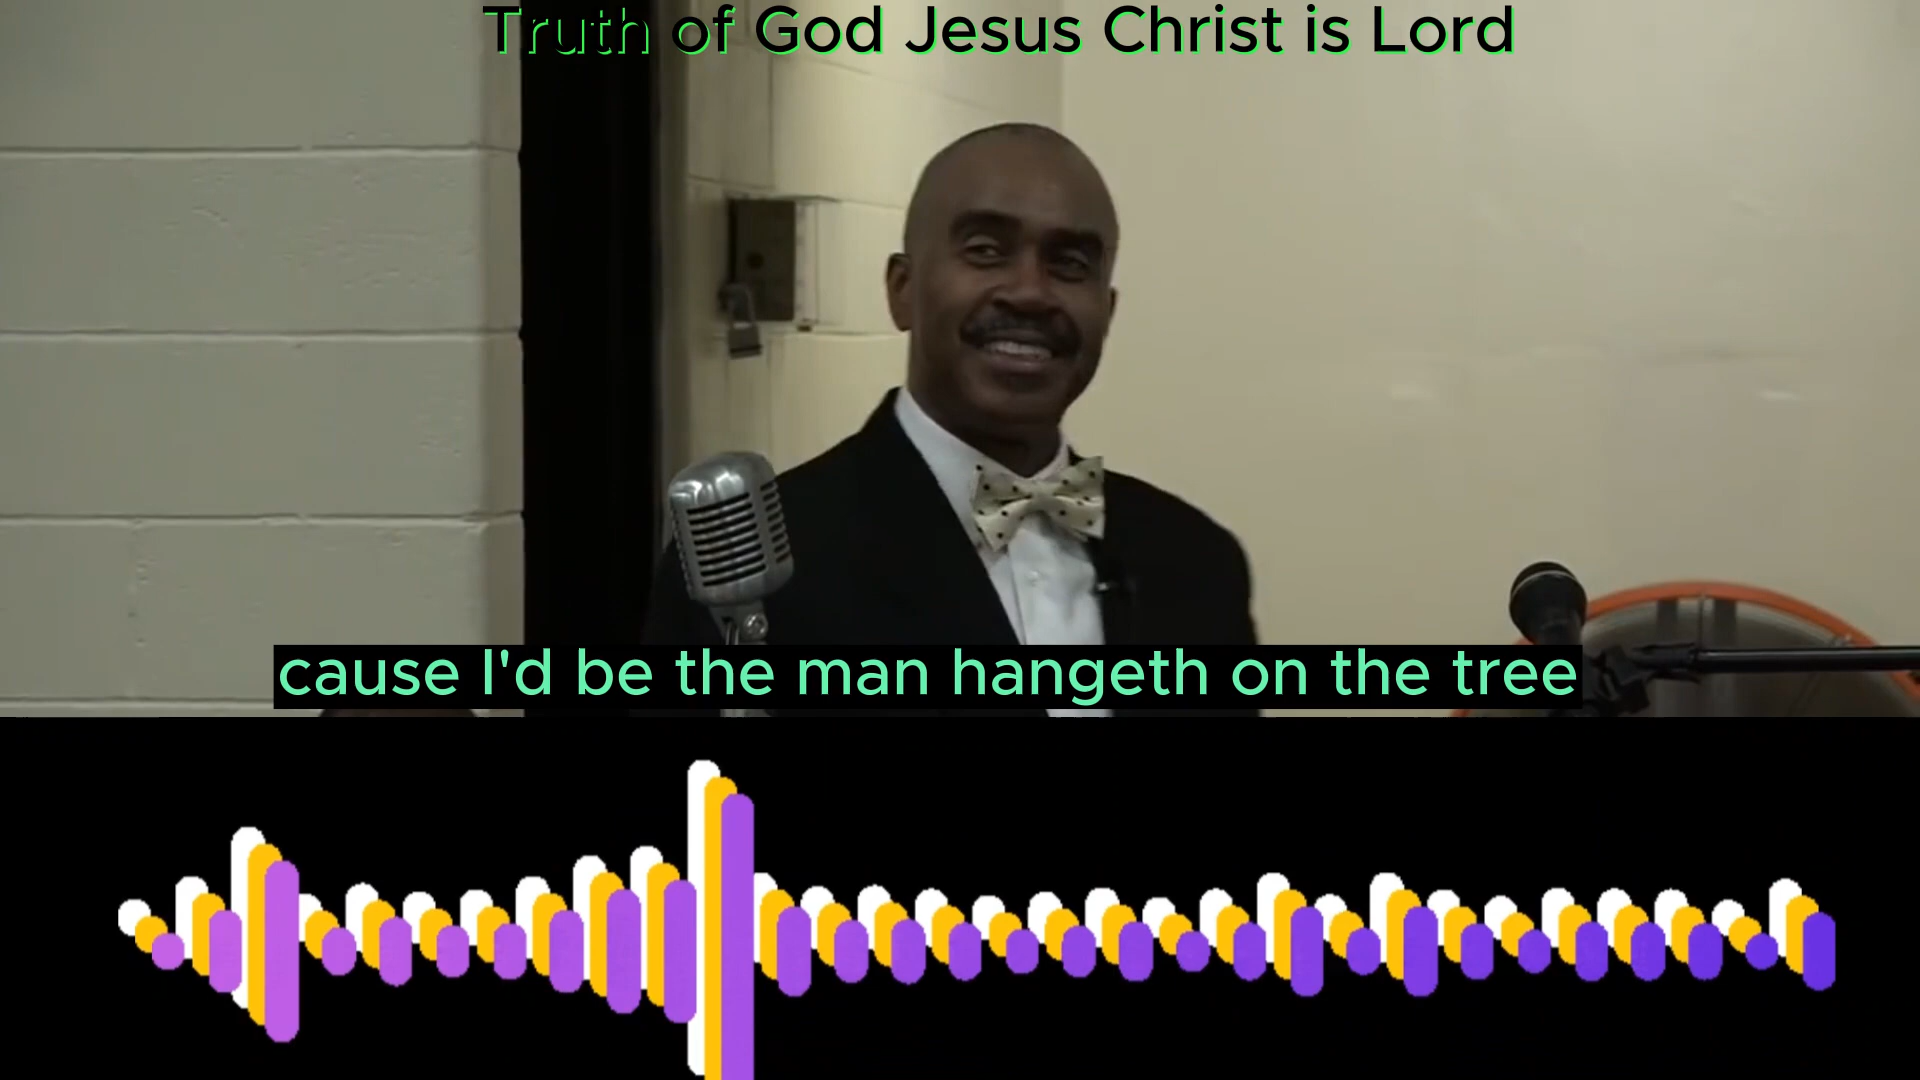 Truth of God Jesus Christ is Lord
cause I'd be the man hangeth on the tree